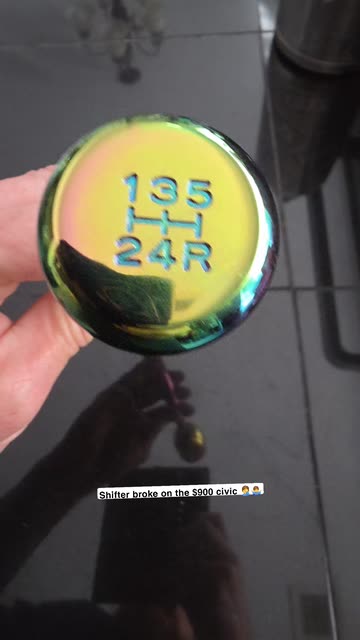 135
24R
Shifter broke on the $900 civic 🤦🤦🏼‍♂️